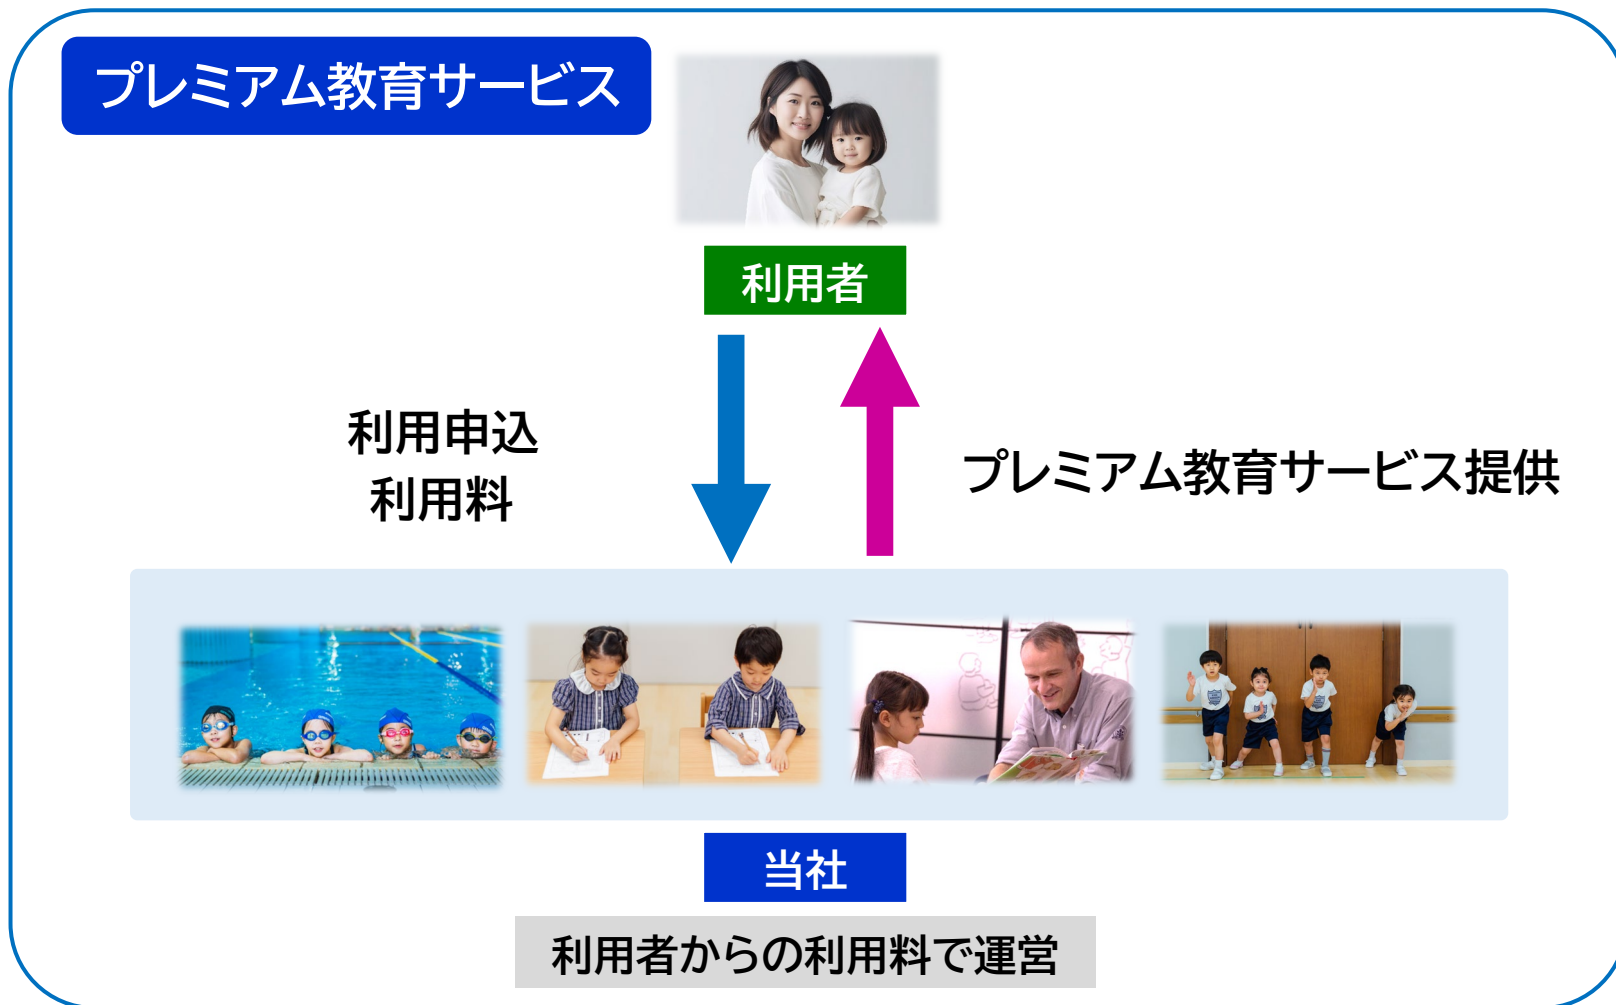 プレミアム教育サービス
利用者
利用申込
利用料
プレミアム教育サービス提供
当社
利用者からの利用料で運営